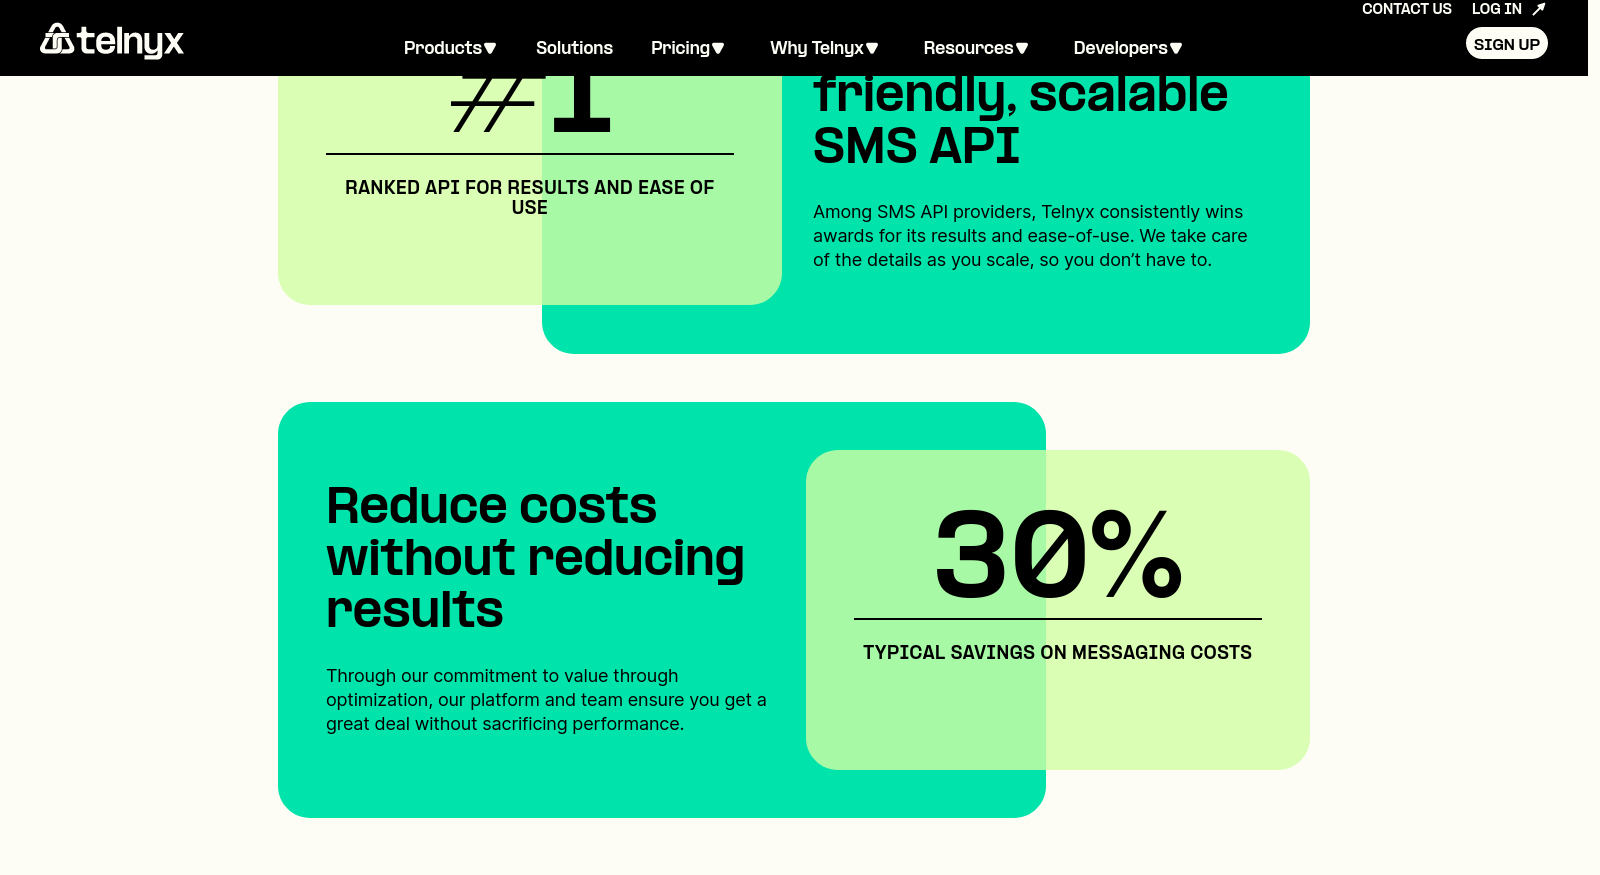 CONTACT US LOG IN
telnyx Products Solutions Pricing Why Telnyx Resources Developers SIGN UP
#1
RANKED API FOR RESULTS AND EASE OF
USE
friendly, scalable
SMS API
Among SMS API providers, Telnyx consistently wins
awards for its results and ease-of-use. We take care
of the details as you scale, so you don’t have to.
Reduce costs
without reducing
results
Through our commitment to value through
optimization, our platform and team ensure you get a
great deal without sacrificing performance.
30%
TYPICAL SAVINGS ON MESSAGING COSTS